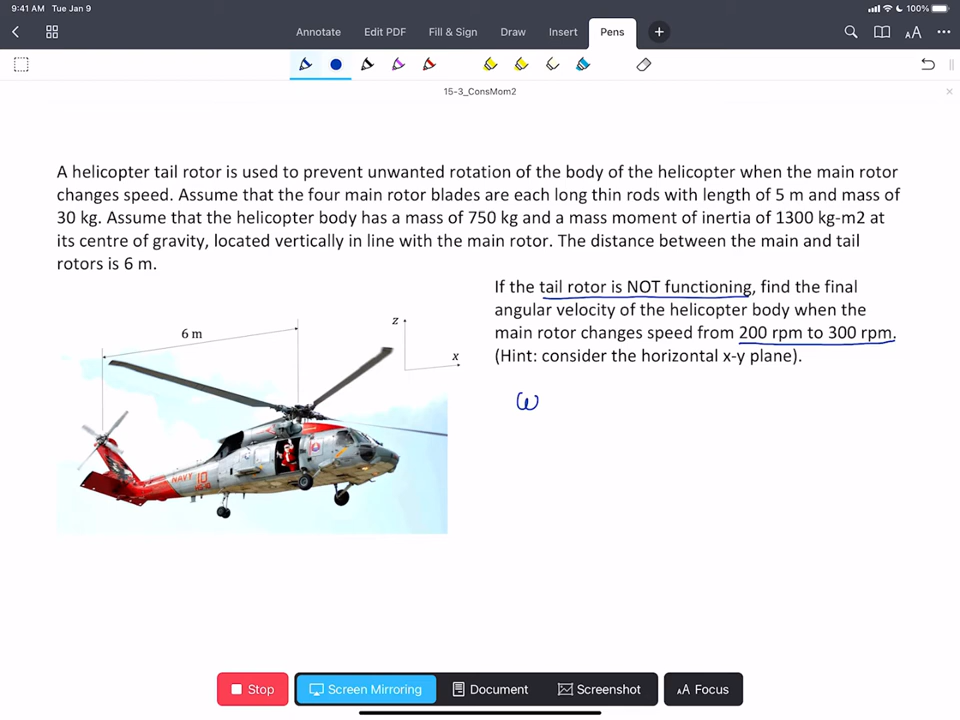 9:41 AM Tue Jan 9
100%
Annotate Edit PDF Fill & Sign Draw Insert Pens
AA
15-3_ConsMom2
A helicopter tail rotor is used to prevent unwanted rotation of the body of the helicopter when the main rotor
changes speed. Assume that the four main rotor blades are each long thin rods with length of 5 m and mass of
30 kg. Assume that the helicopter body has a mass of 750 kg and a mass moment of inertia of 1300 kg-m2 at
its centre of gravity, located vertically in line with the main rotor. The distance between the main and tail
rotors is 6 m.
If the tail rotor is NOT functioning, find the final
angular velocity of the helicopter body when the
main rotor changes speed from 200 rpm to 300 rpm.
(Hint: consider the horizontal x-y plane).
6 m
z
x
ω
NAVY 10
Stop Screen Mirroring Document Screenshot AA Focus